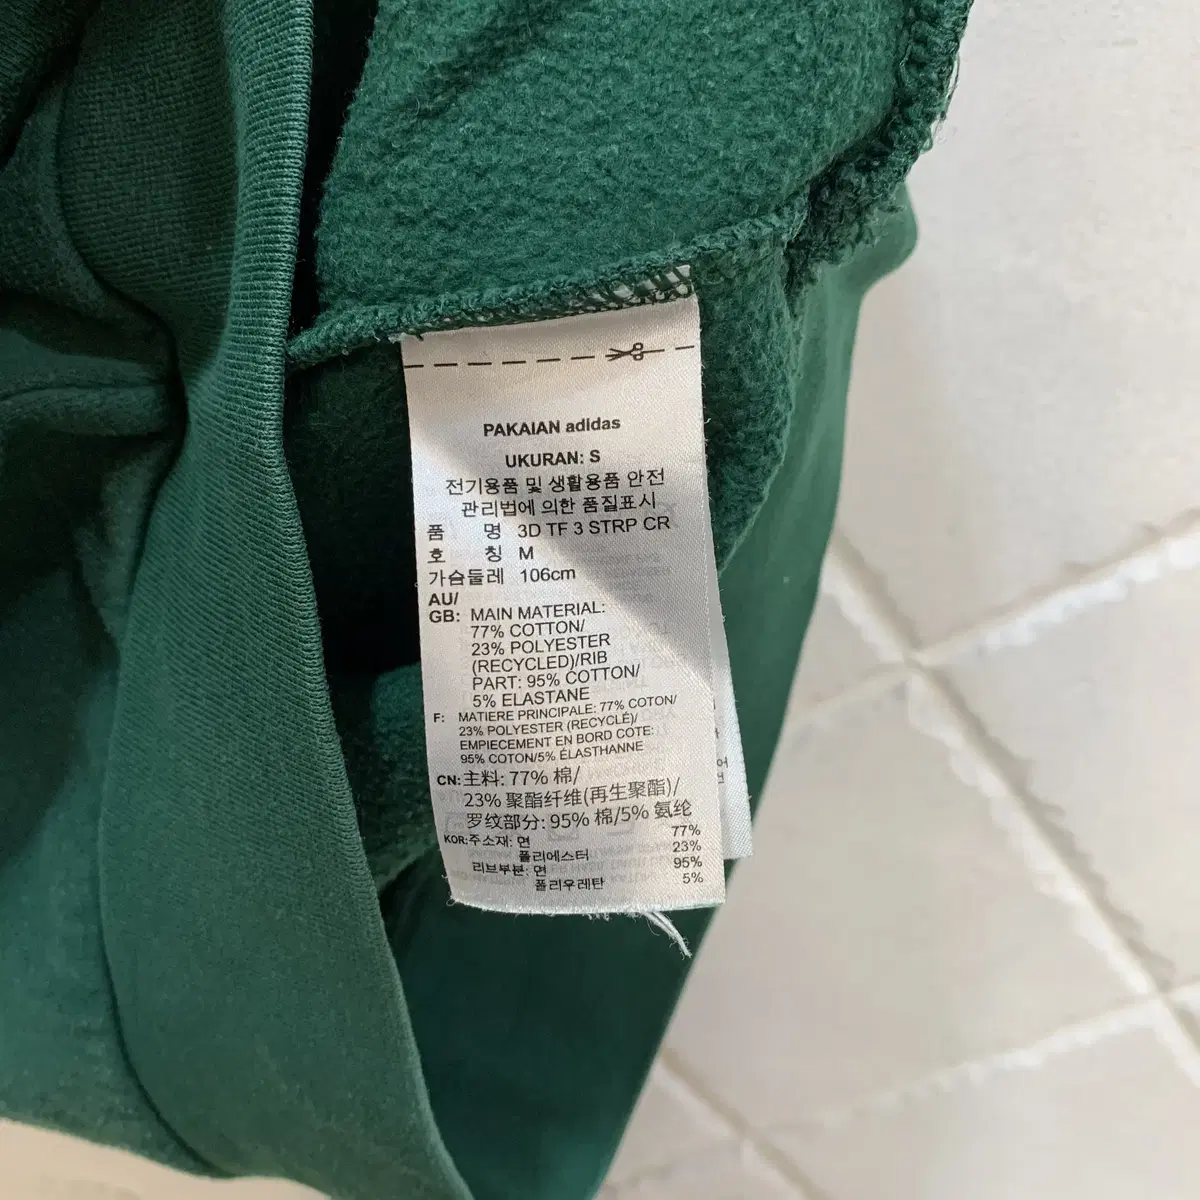 PAKAIAN adidas
UKURAN: S
전기용품 및 생활용품 안전
관리법에 의한 품질표시
품 명 3D TF 3 STRP CR
호 칭 M
가슴둘레 106cm
AU/
GB: MAIN MATERIAL:
77% COTTON/
23% POLYESTER
(RECYCLED)/RIB
PART: 95% COTTON/
5% ELASTANE
F: MATIERE PRINCIPALE: 77% COTON/
23% POLYESTER (RECYCLÉ)/
EMPIECEMENT EN BORD COTE:
95% COTON/5% ÉLASTHANNE
CN: 主料: 77% 棉/
23% 聚酯纤维(再生聚酯)/
罗纹部分: 95% 棉/5% 氨纶
KOR: 주소재: 면 77%
폴리에스터 23%
리브부분: 면 95%
폴리우레탄 5%